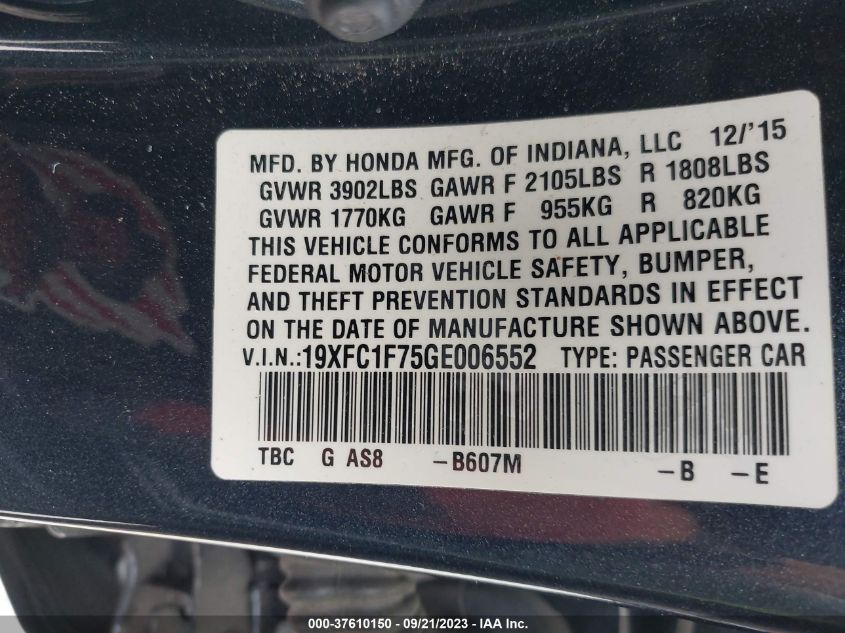 MFD. BY HONDA MFG. OF INDIANA, LLC 12/'15
GVWR 3902LBS GAWR F 2105LBS R 1808LBS
GVWR 1770KG GAWR F 955KG R 820KG
THIS VEHICLE CONFORMS TO ALL APPLICABLE
FEDERAL MOTOR VEHICLE SAFETY, BUMPER,
AND THEFT PREVENTION STANDARDS IN EFFECT
ON THE DATE OF MANUFACTURE SHOWN ABOVE.
V.I.N.:19XFC1F75GE006552 TYPE: PASSENGER CAR
TBC G AS8 -B607M -B -E
000-37610150 - 09/21/2023 - IAA Inc.